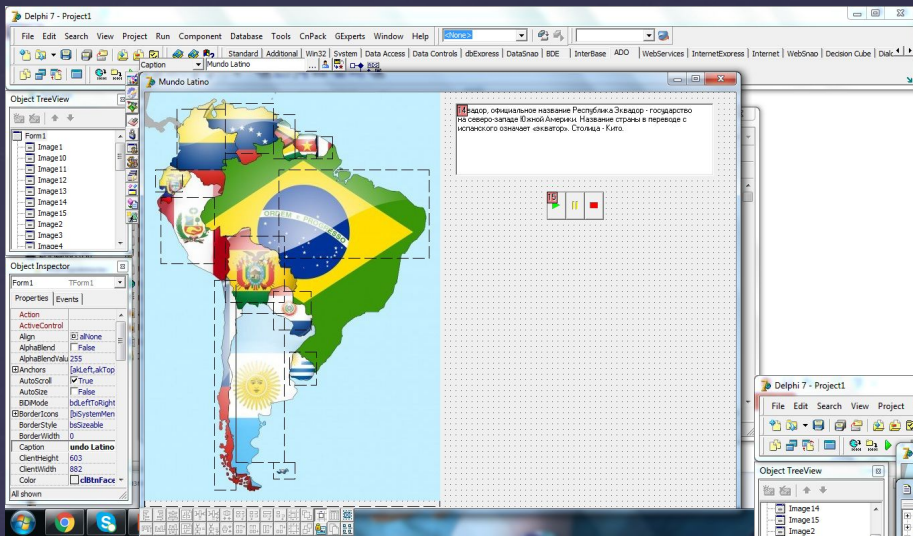 Delphi 7 - Project1
File Edit Search View Project Run Component Database Tools CnPack GExperts Window Help <None>
Standard Additional Win32 System Data Access Data Controls dbExpress DataSnap BDE InterBase ADO WebServices InternetExpress Internet WebSnap Decision Cube
Caption Mundo Latino ...
Object TreeView
Mundo Latino
Form1
Image1
Image10
Image11
Image12
Image13
Image14
Image15
Image2
Image3
Image4
14 вадор, официальное название Республика Эквадор - государство
на северо-западе Южной Америки. Название страны в переводе с
испанского означает «экватор». Столица - Кито.
15
ORDEM E PROGRESSO
Object Inspector
Form1 TForm1
Properties Events
Action
ActiveControl
Align alNone
AlphaBlend False
AlphaBlendValu 255
Anchors [akLeft,akTop
AutoScroll True
AutoSize False
BiDiMode bdLeftToRight
BorderIcons [biSystemMen
BorderStyle bsSizeable
BorderWidth 0
Caption undo Latino
ClientHeight 603
ClientWidth 882
Color clBtnFace
All shown
Delphi 7 - Project1
File Edit Search View Project
Object TreeView
Image14
Image15
Image2